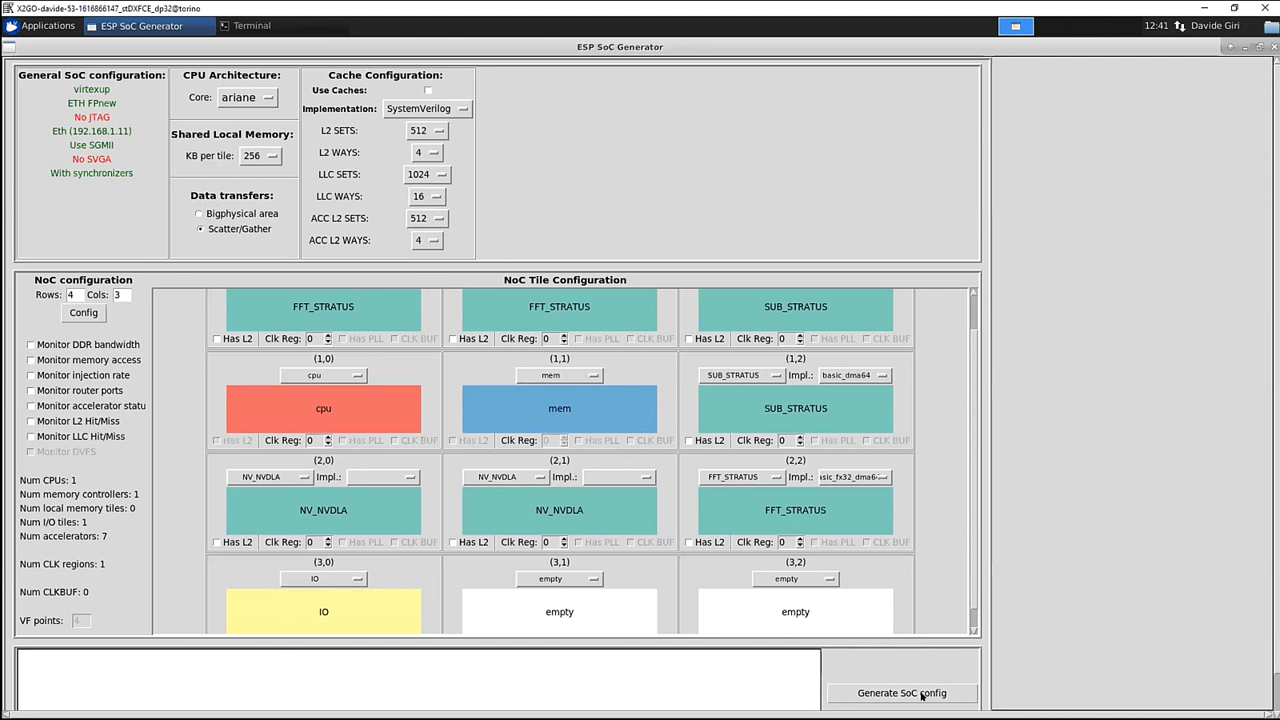 X2GO-davide-53-1616866147_stDXFCE_dp32@torino
Applications ESP SoC Generator Terminal 12:41 Davide Giri
ESP SoC Generator
General SoC configuration:
virtexup
ETH FPnew
No JTAG
Eth (192.168.1.11)
Use SGMII
No SVGA
With synchronizers
CPU Architecture:
Core: ariane
Shared Local Memory:
KB per tile: 256
Data transfers:
Bigphysical area
Scatter/Gather
Cache Configuration:
Use Caches:
Implementation: SystemVerilog
L2 SETS: 512
L2 WAYS: 4
LLC SETS: 1024
LLC WAYS: 16
ACC L2 SETS: 512
ACC L2 WAYS: 4
NoC configuration
Rows: 4 Cols: 3
Config
Monitor DDR bandwidth
Monitor memory access
Monitor injection rate
Monitor router ports
Monitor accelerator statu
Monitor L2 Hit/Miss
Monitor LLC Hit/Miss
Monitor DVFS
Num CPUs: 1
Num memory controllers: 1
Num local memory tiles: 0
Num I/O tiles: 1
Num accelerators: 7
Num CLK regions: 1
Num CLKBUF: 0
VF points: 4
NoC Tile Configuration
FFT_STRATUS FFT_STRATUS SUB_STRATUS
Has L2 Clk Reg: 0 Has PLL CLK BUF Has L2 Clk Reg: 0 Has PLL CLK BUF Has L2 Clk Reg: 0 Has PLL CLK BUF
(1,0) (1,1) (1,2)
cpu mem SUB_STRATUS Impl.: basic_dma64
cpu mem SUB_STRATUS
Has L2 Clk Reg: 0 Has PLL CLK BUF Has L2 Clk Reg: 0 Has PLL CLK BUF Has L2 Clk Reg: 0 Has PLL CLK BUF
(2,0) (2,1) (2,2)
NV_NVDLA Impl.: NV_NVDLA Impl.: FFT_STRATUS Impl.: asic_fx32_dma6
NV_NVDLA NV_NVDLA FFT_STRATUS
Has L2 Clk Reg: 0 Has PLL CLK BUF Has L2 Clk Reg: 0 Has PLL CLK BUF Has L2 Clk Reg: 0 Has PLL CLK BUF
(3,0) (3,1) (3,2)
IO empty empty
IO empty empty
Generate SoC config